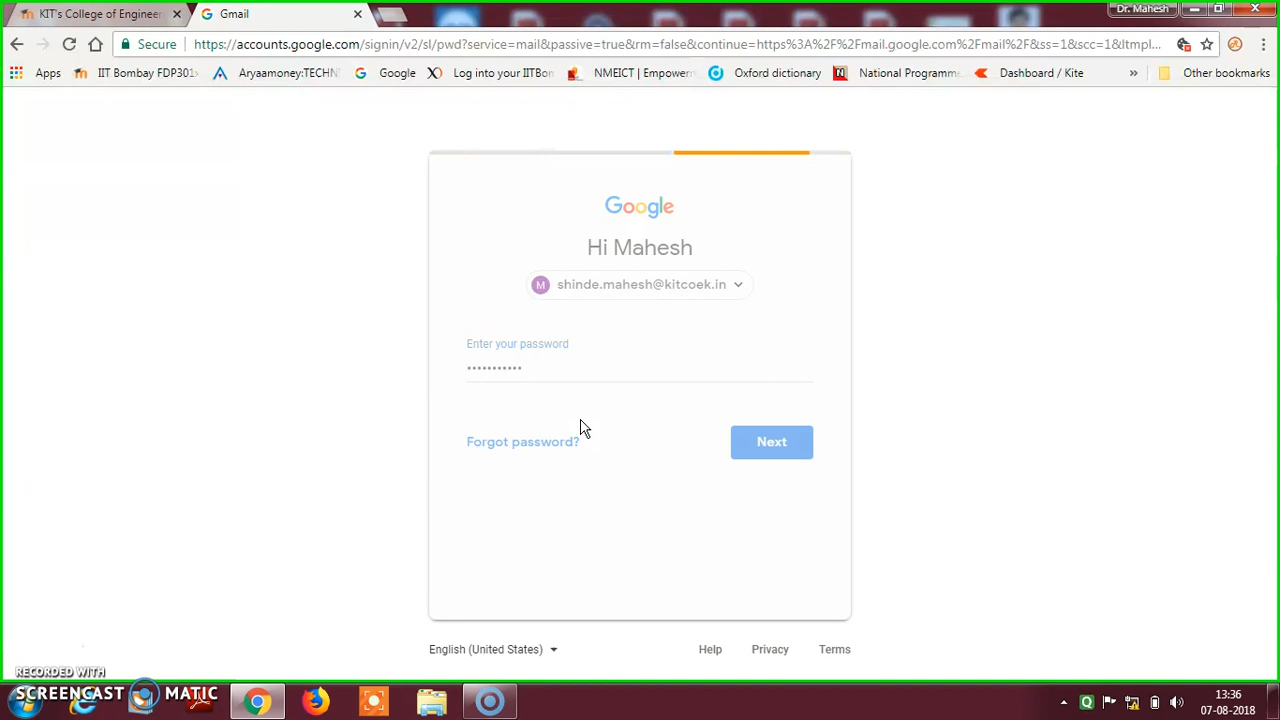 KIT's College of Engineer
Gmail
Dr. Mahesh
Secure
https://accounts.google.com/signin/v2/sl/pwd?service=mail&passive=true&rm=false&continue=https%3A%2F%2Fmail.google.com%2Fmail%2F&ss=1&scc=1&ltmpl...
Apps
IIT Bombay FDP301
Aryaamoney:TECHN
Google
Log into your IITBon
NMEICT | Empower
Oxford dictionary
National Programme
Dashboard / Kite
»
Other bookmarks
Google
Hi Mahesh
M
shinde.mahesh@kitcoek.in
Enter your password
•••••••••••
Forgot password?
Next
English (United States)
Help
Privacy
Terms
RECORDED WITH
SCREENCAST MATIC
13:36
07-08-2018